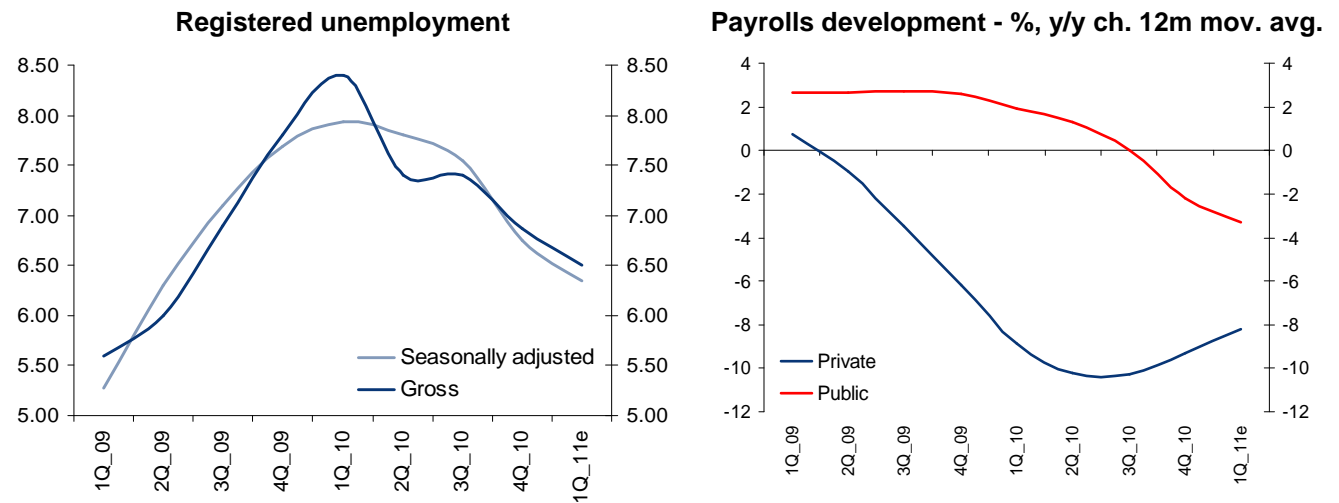 Registered unemployment
8.50
8.00
7.50
7.00
6.50
6.00
5.50
5.00
8.50
8.00
7.50
7.00
6.50
6.00
5.50
5.00
Seasonally adjusted
Gross
1Q_09
2Q_09
3Q_09
4Q_09
1Q_10
2Q_10
3Q_10
4Q_10
1Q_11e
Payrolls development - %, y/y ch. 12m mov. avg.
4
2
0
-2
-4
-6
-8
-10
-12
4
2
0
-2
-4
-6
-8
-10
-12
Private
Public
1Q_09
2Q_09
3Q_09
4Q_09
1Q_10
2Q_10
3Q_10
4Q_10
1Q_11e